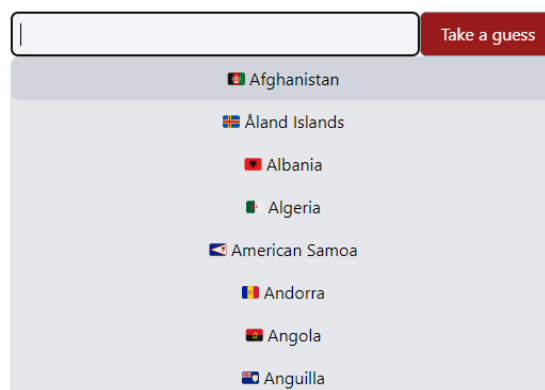 Take a guess
Afghanistan
Åland Islands
Albania
Algeria
American Samoa
Andorra
Angola
Anguilla